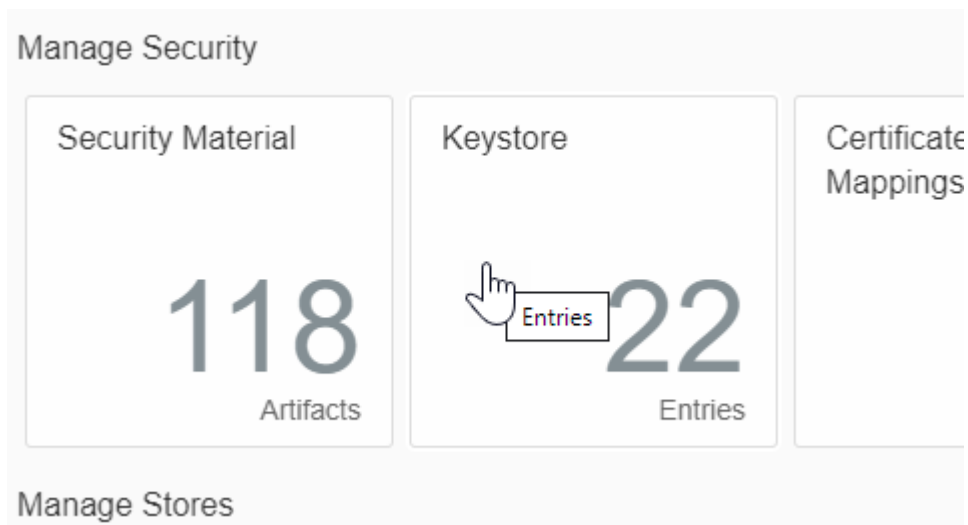 Manage Security
Security Material
118
Artifacts
Keystore
Entries
22
Entries
Certificate
Mappings
Manage Stores